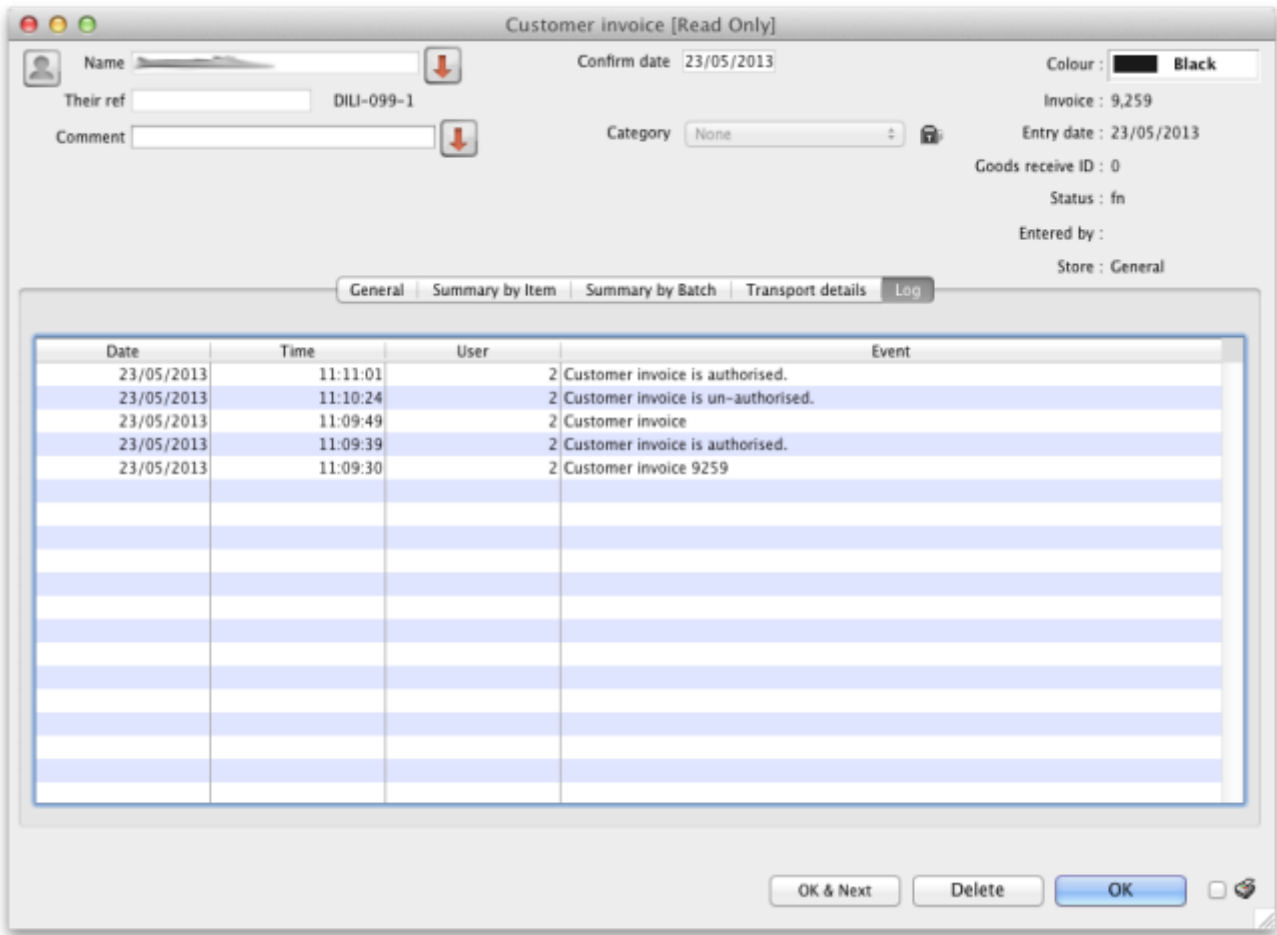 Customer invoice [Read Only]
Name
Confirm date 23/05/2013
Colour : Black
Their ref
DILI-099-1
Invoice : 9,259
Comment
Category None
Entry date : 23/05/2013
Goods receive ID : 0
Status : fn
Entered by :
Store : General
General Summary by Item Summary by Batch Transport details Log
Date Time User Event
23/05/2013 11:11:01 2 Customer invoice is authorised.
23/05/2013 11:10:24 2 Customer invoice is un-authorised.
23/05/2013 11:09:49 2 Customer invoice
23/05/2013 11:09:39 2 Customer invoice is authorised.
23/05/2013 11:09:30 2 Customer invoice 9259
OK & Next Delete OK